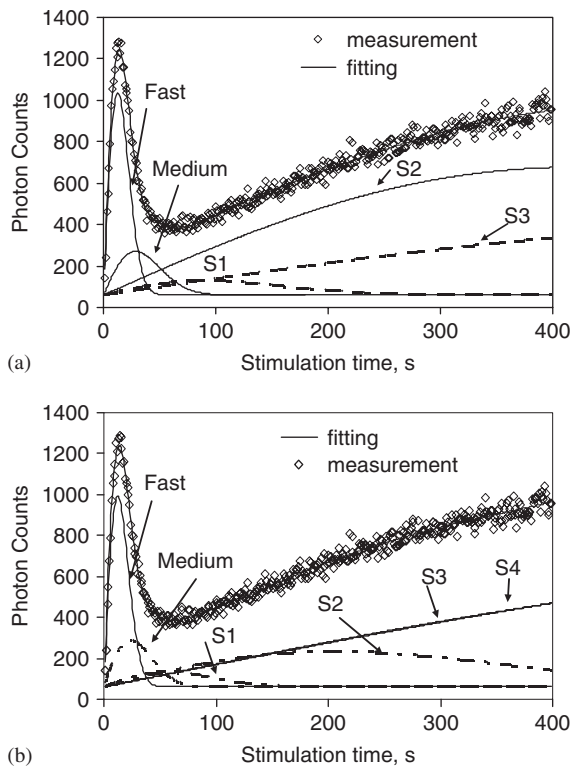 1400
1200
1000
800
600
400
200
0
Photon Counts
measurement
fitting
Fast
Medium
S1
S2
S3
0 100 200 300 400
Stimulation time, s
(a)
1400
1200
1000
800
600
400
200
0
Photon Counts
fitting
measurement
Fast
Medium
S1
S2
S3
S4
0 100 200 300 400
Stimulation time, s
(b)